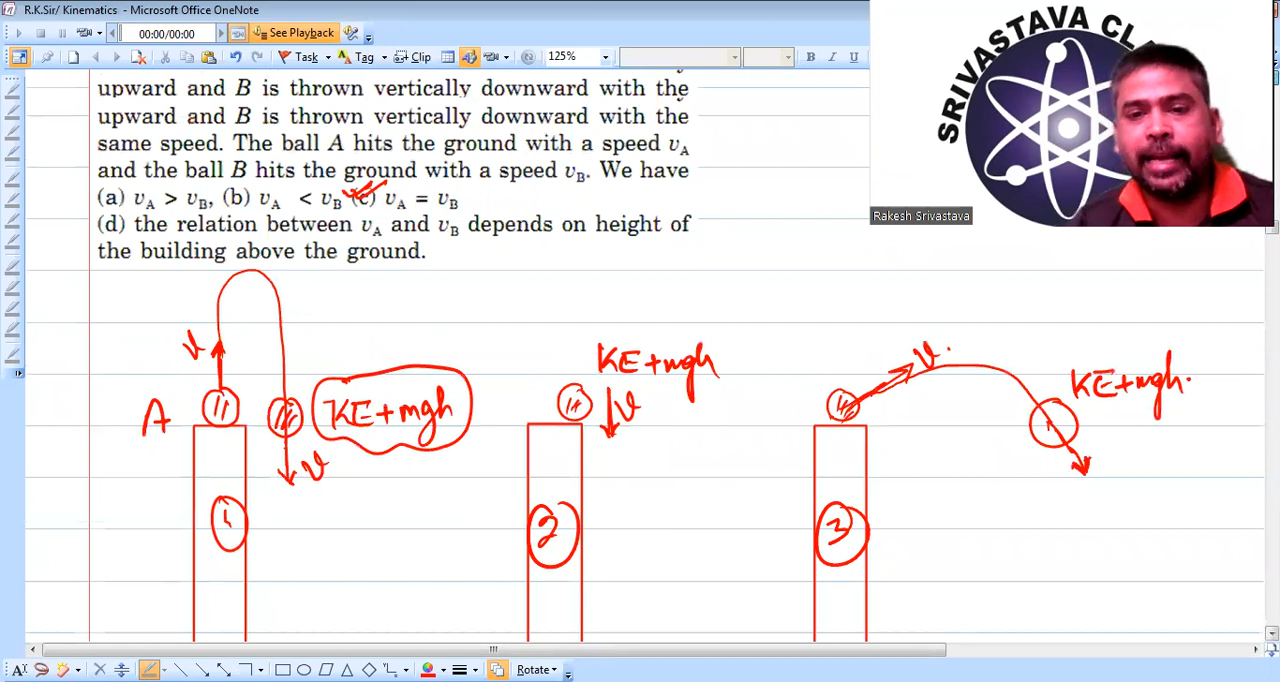 R.K.Sir/ Kinematics - Microsoft Office OneNote
00:00/00:00 See Playback
Task Tag Clip 125% B I U
SRIVASTAVA CL
Rakesh Srivastava
upward and B is thrown vertically downward with the
upward and B is thrown vertically downward with the
same speed. The ball A hits the ground with a speed vA
and the ball B hits the ground with a speed vB. We have
(a) vA > vB, (b) vA < vB (c) vA = vB
(d) the relation between vA and vB depends on height of
the building above the ground.
v
A
KE+mgh
v
1
KE+mgh
v
2
v
KE+mgh
3
Rotate